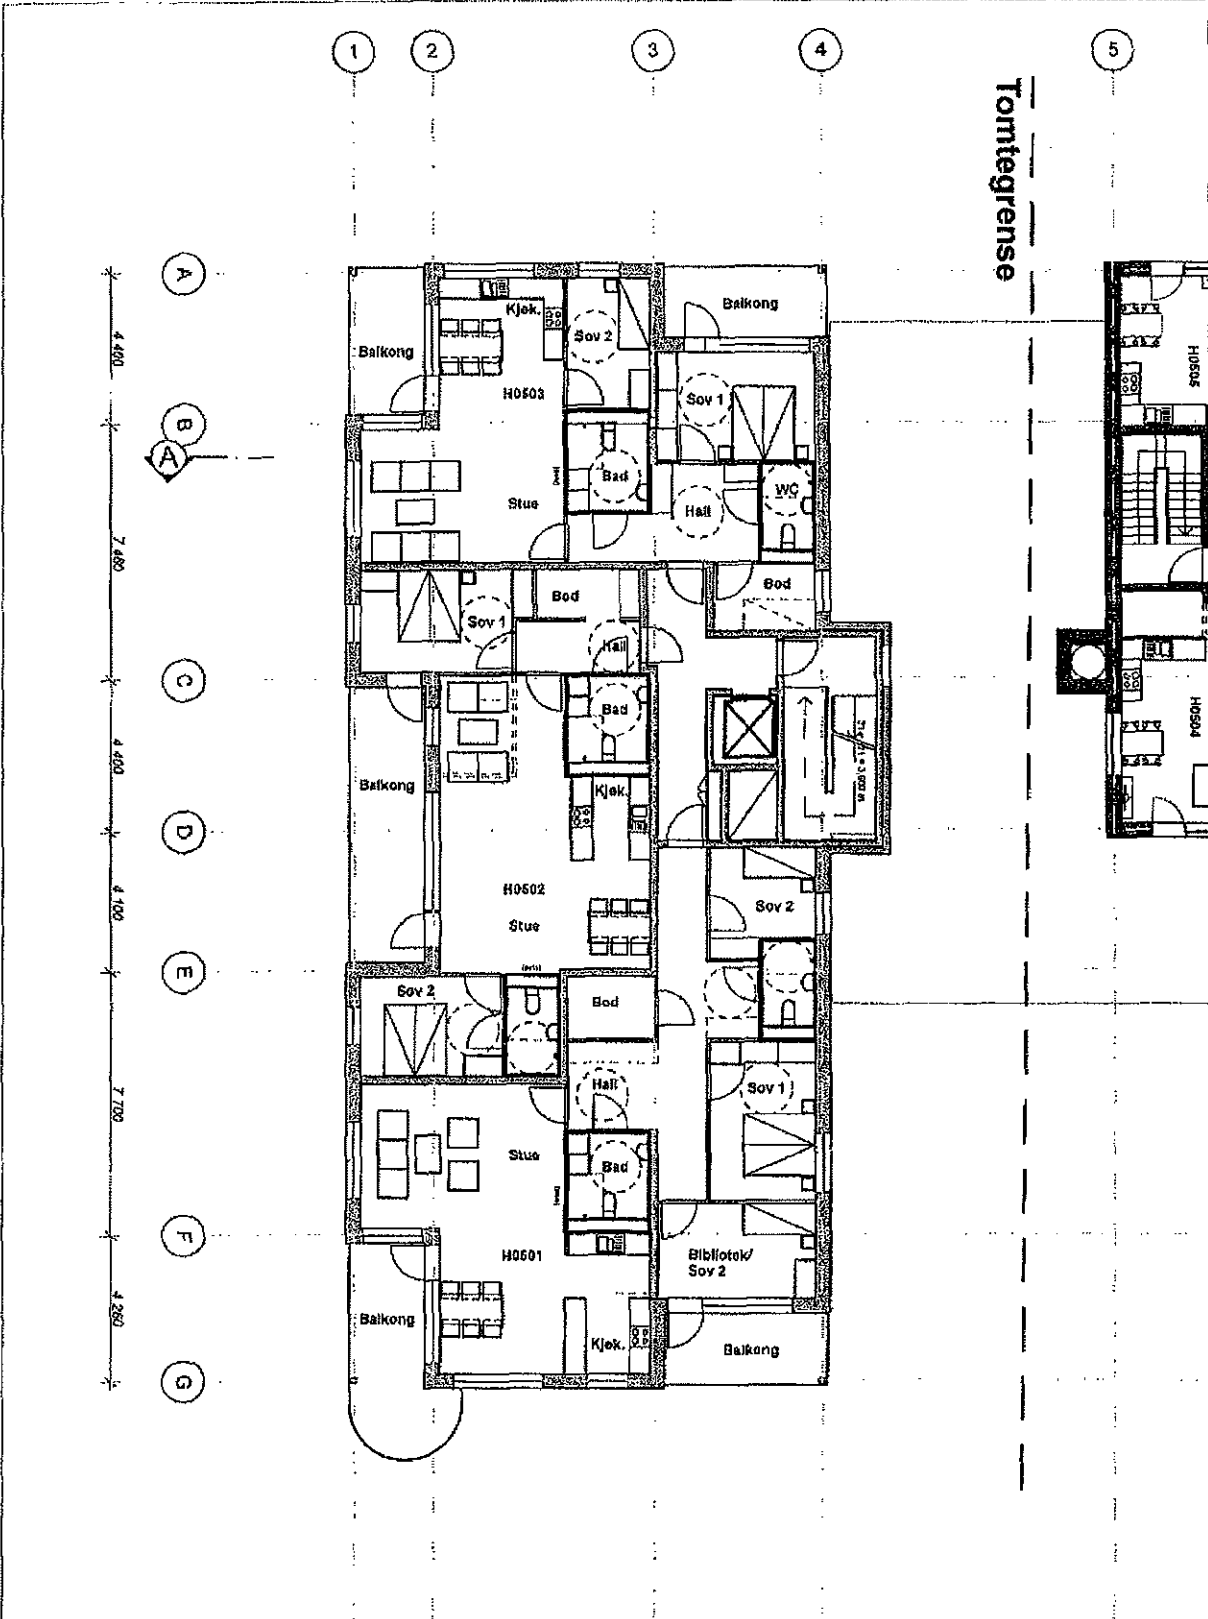 1
2
3
4
5
Tomtegrense
A
B
A
C
D
E
F
G
4 400
7 460
4 400
4 100
7 700
4 260
Balkong
Kjøk.
Sov 2
Balkong
H0503
Sov 1
Bad
WC
Stue
Hall
Bod
Bod
Sov 1
Hall
Bad
Balkong
Kjøk.
H0502
Stue
Sov 2
Sov 2
Bod
Hall
Sov 1
Stue
Bad
H0501
Bibliotek/
Sov 2
Balkong
Kjøk.
Balkong
H0505
H0504